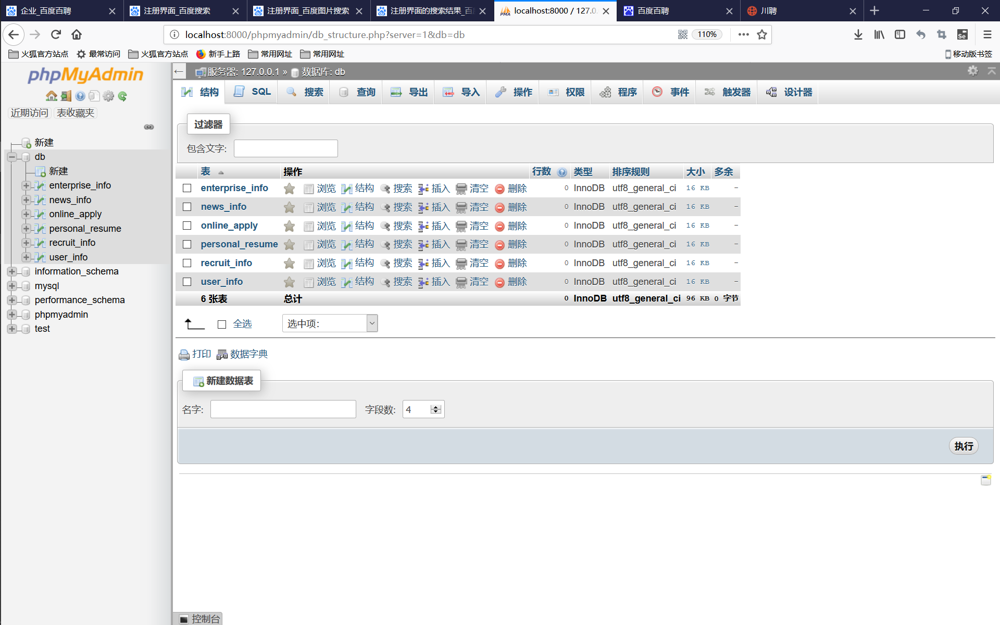 企业_百度百聘
注册界面_百度搜索
注册界面_百度图片搜索
注册界面的搜索结果_百
localhost:8000 / 127.0.
百度百聘
川聘
localhost:8000/phpmyadmin/db_structure.php?server=1&db=db
110%
火狐官方站点 最常访问 火狐官方站点 新手上路 常用网址 常用网址 移动版书签
phpMyAdmin
近期访问 表收藏夹
新建
db
新建
enterprise_info
news_info
online_apply
personal_resume
recruit_info
user_info
information_schema
mysql
performance_schema
phpmyadmin
test
服务器: 127.0.0.1 » 数据库: db
结构 SQL 搜索 查询 导出 导入 操作 权限 程序 事件 触发器 设计器
过滤器
包含文字:
表 操作 行数 类型 排序规则 大小 多余
enterprise_info 浏览 结构 搜索 插入 清空 删除 0 InnoDB utf8_general_ci 16 KB -
news_info 浏览 结构 搜索 插入 清空 删除 0 InnoDB utf8_general_ci 16 KB -
online_apply 浏览 结构 搜索 插入 清空 删除 0 InnoDB utf8_general_ci 16 KB -
personal_resume 浏览 结构 搜索 插入 清空 删除 0 InnoDB utf8_general_ci 16 KB -
recruit_info 浏览 结构 搜索 插入 清空 删除 0 InnoDB utf8_general_ci 16 KB -
user_info 浏览 结构 搜索 插入 清空 删除 0 InnoDB utf8_general_ci 16 KB -
6 张表 总计 0 InnoDB utf8_general_ci 96 KB 0 字节
全选 选中项:
打印 数据字典
新建数据表
名字: 字段数: 4
执行
控制台